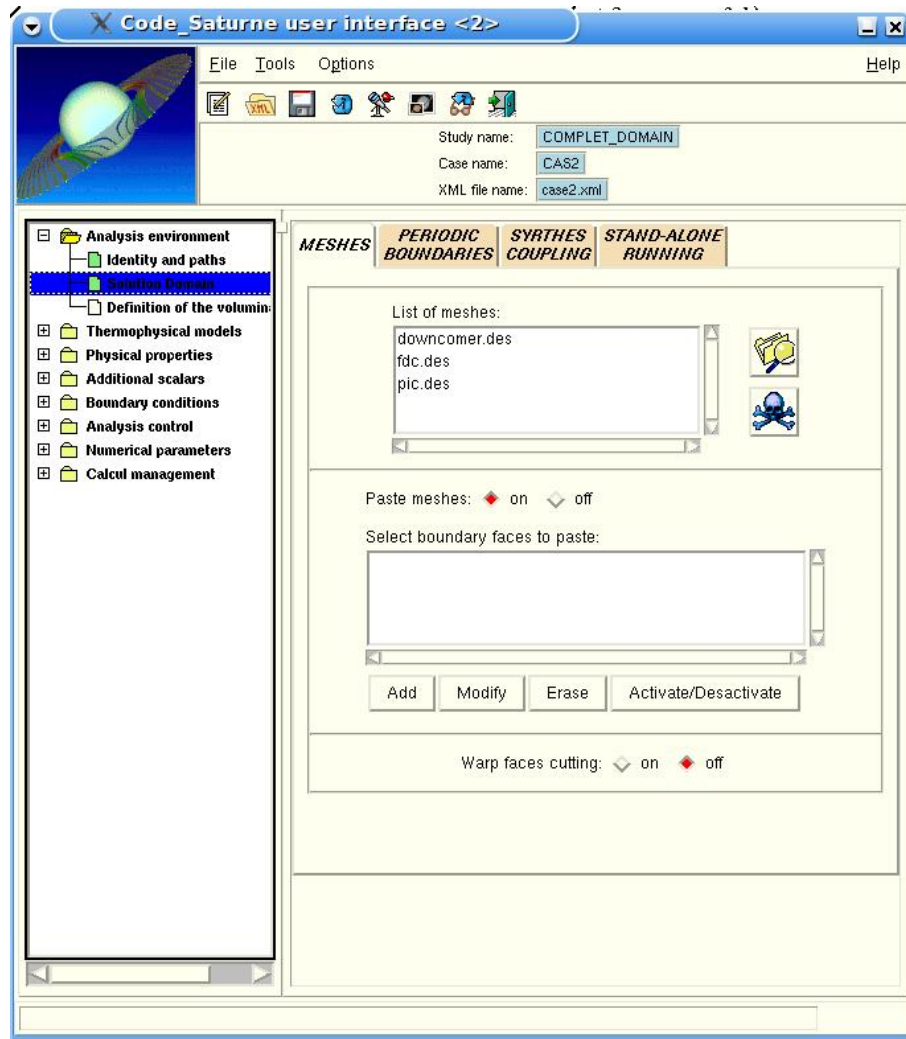 Code_Saturne user interface <2>
File Tools Options Help
XML
Study name: COMPLET_DOMAIN
Case name: CAS2
XML file name: case2.xml
Analysis environment
Identity and paths
Solution Domain
Definition of the volumin
Thermophysical models
Physical properties
Additional scalars
Boundary conditions
Analysis control
Numerical parameters
Calcul management
MESHES
PERIODIC
BOUNDARIES
SYRTHES
COUPLING
STAND-ALONE
RUNNING
List of meshes:
downcomer.des
fdc.des
pic.des
Paste meshes: on off
Select boundary faces to paste:
Add Modify Erase Activate/Desactivate
Warp faces cutting: on off